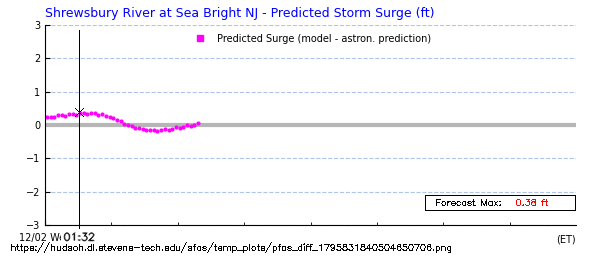 Shrewsbury River at Sea Bright NJ - Predicted Storm Surge (ft)
3
Predicted Surge (model - astron. prediction)
2
1
0
−1
−2
Forecast Max: 0.38 ft
−3
12/02 01:32
(ET)
https://hudson.dl.stevens-tech.edu/sfas/temp_plots/pfas_diff_1795831840504650706.png